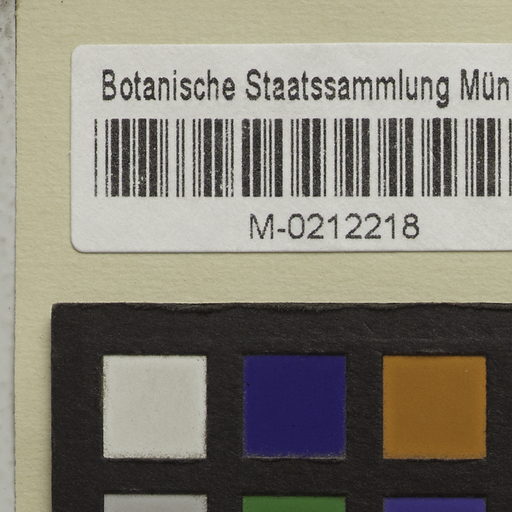 Botanische Staatssammlung Mün
M-0212218